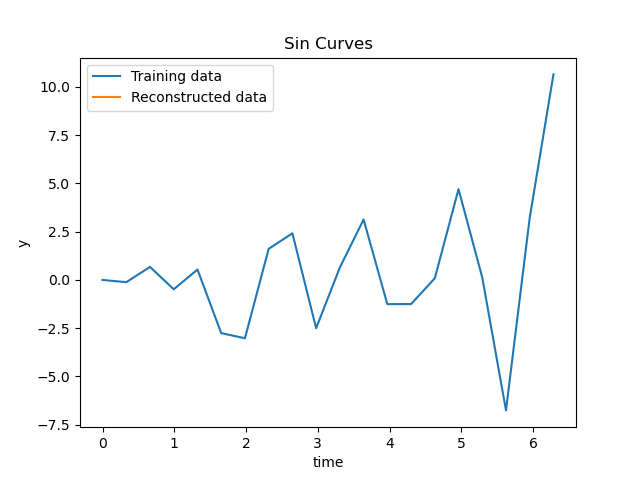 Sin Curves
Training data
Reconstructed data
10.0
7.5
5.0
2.5
0.0
−2.5
−5.0
−7.5
y
0 1 2 3 4 5 6
time